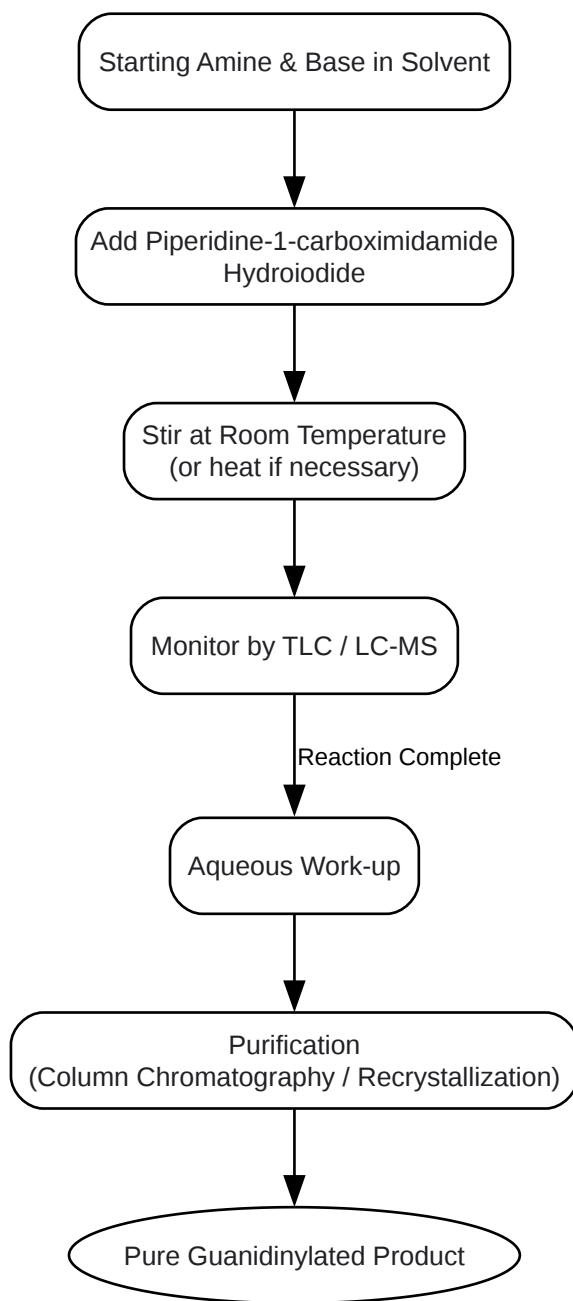 Starting Amine & Base in Solvent
Add Piperidine-1-carboximidamide
Hydroiodide
Stir at Room Temperature
(or heat if necessary)
Monitor by TLC / LC-MS
Reaction Complete
Aqueous Work-up
Purification
(Column Chromatography / Recrystallization)
Pure Guanidinylated Product